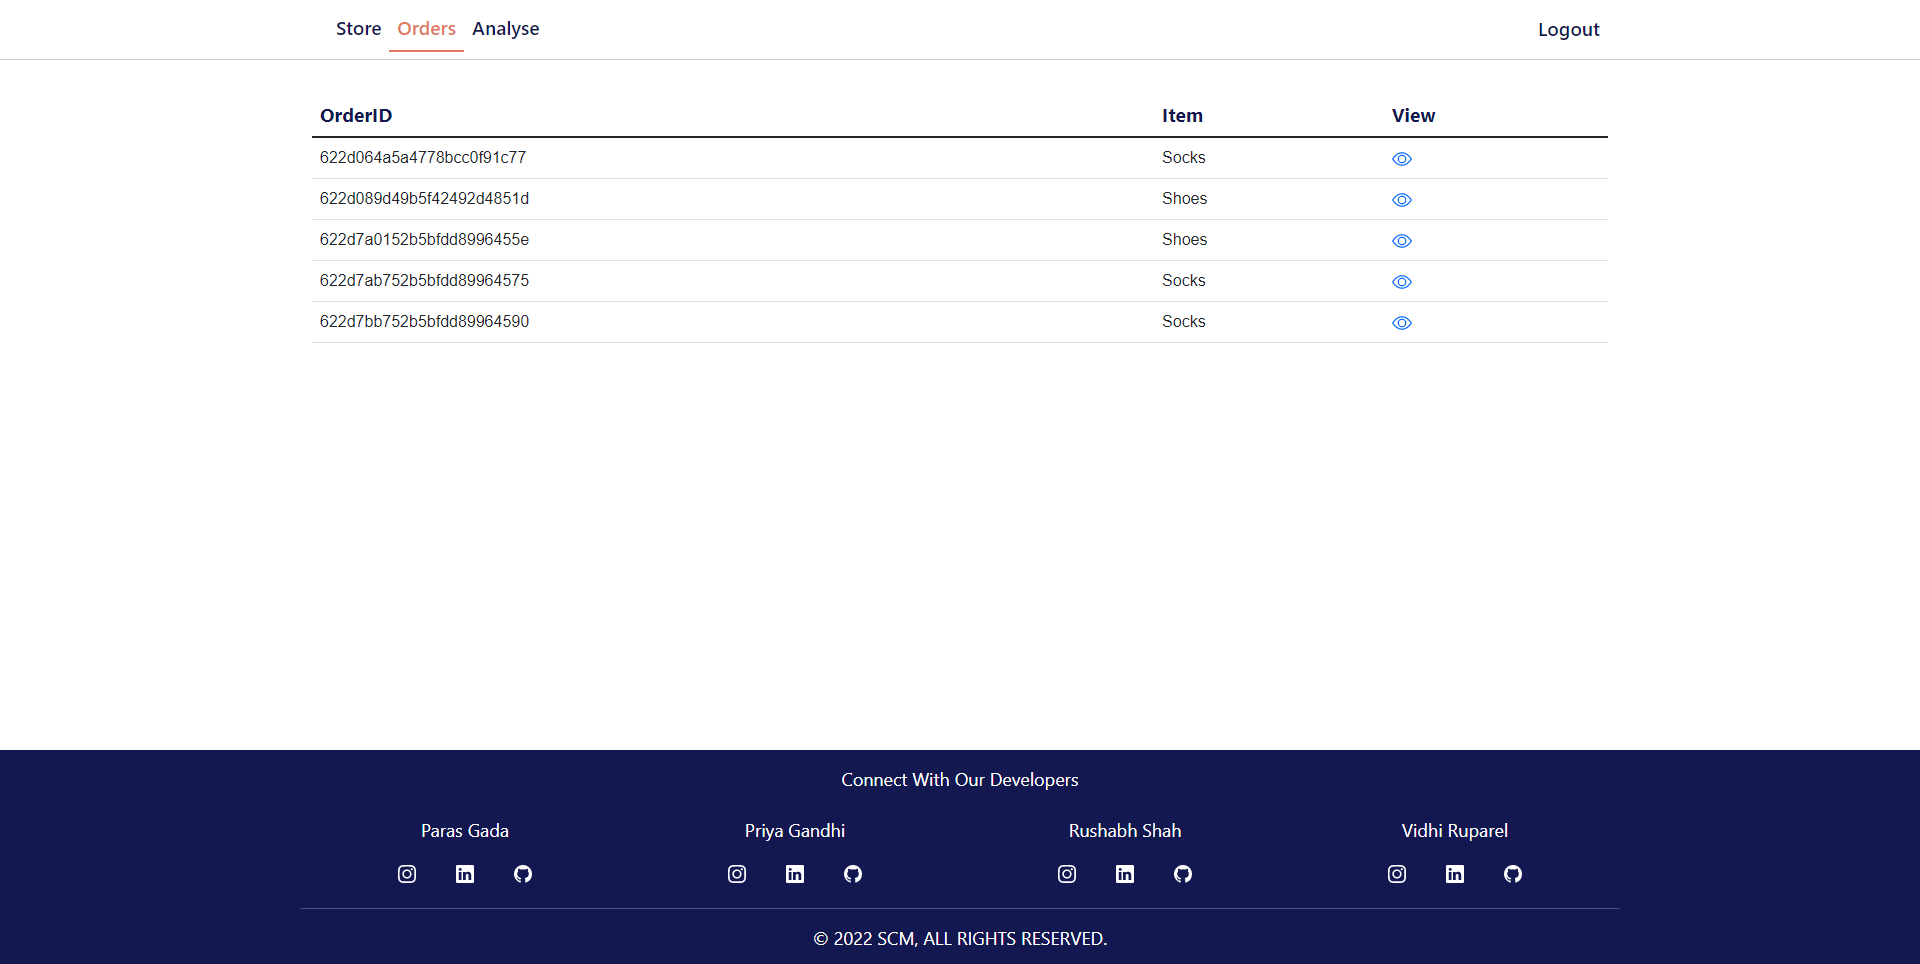 Store Orders Analyse Logout
OrderID Item View
622d064a5a4778bcc0f91c77 Socks
622d089d49b5f42492d4851d Shoes
622d7a0152b5bfdd8996455e Shoes
622d7ab752b5bfdd89964575 Socks
622d7bb752b5bfdd89964590 Socks
Connect With Our Developers
Paras Gada Priya Gandhi Rushabh Shah Vidhi Ruparel
© 2022 SCM, ALL RIGHTS RESERVED.